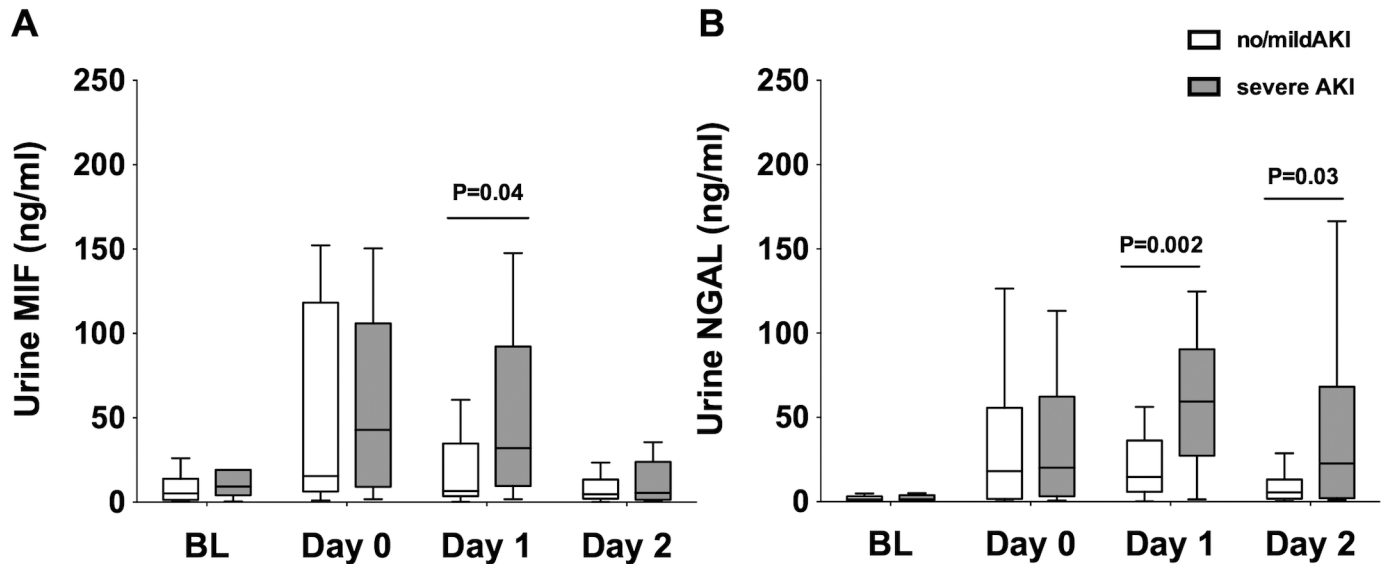 A
Urine MIF (ng/ml)
250
200
150
100
50
0
P=0.04
BL Day 0 Day 1 Day 2
B
no/mildAKI
severe AKI
Urine NGAL (ng/ml)
250
200
150
100
50
0
P=0.002
P=0.03
BL Day 0 Day 1 Day 2